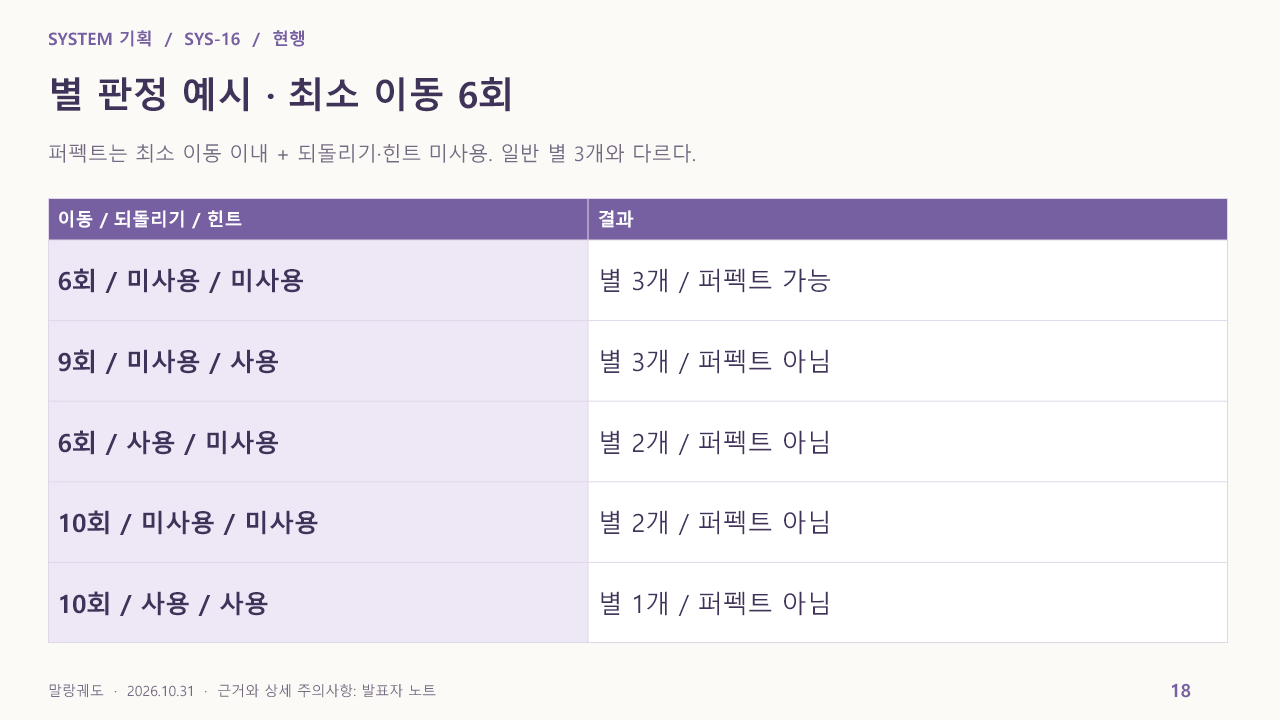 SYSTEM 기획 / SYS-16 / 현행
별 판정 예시 · 최소 이동 6회
퍼펙트는 최소 이동 이내 + 되돌리기·힌트 미사용. 일반 별 3개와 다르다.
이동 / 되돌리기 / 힌트 결과
6회 / 미사용 / 미사용 별 3개 / 퍼펙트 가능
9회 / 미사용 / 사용 별 3개 / 퍼펙트 아님
6회 / 사용 / 미사용 별 2개 / 퍼펙트 아님
10회 / 미사용 / 미사용 별 2개 / 퍼펙트 아님
10회 / 사용 / 사용 별 1개 / 퍼펙트 아님
말랑궤도 · 2026.10.31 · 근거와 상세 주의사항: 발표자 노트 18